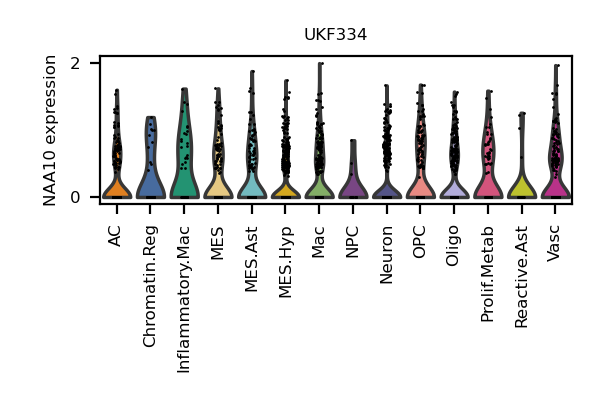 UKF334
NAA10 expression
2
0
AC
Chromatin.Reg
Inflammatory.Mac
MES
MES.Ast
MES.Hyp
Mac
NPC
Neuron
OPC
Oligo
Prolif.Metab
Reactive.Ast
Vasc